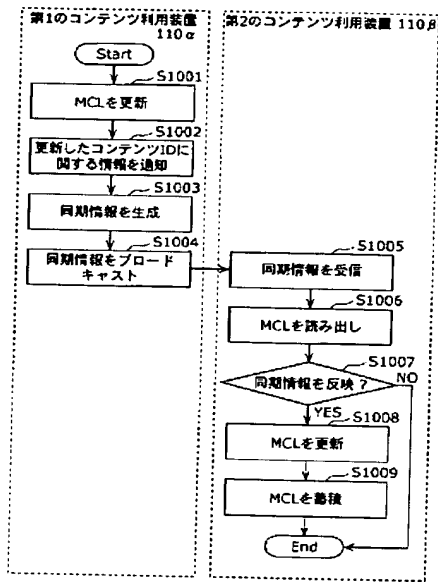 第1のコンテンツ利用装置
110α
Start
S1001
MCLを更新
S1002
更新したコンテンツIDに
関する情報を通知
S1003
同期情報を生成
S1004
同期情報をブロード
キャスト
第2のコンテンツ利用装置 110β
S1005
同期情報を受信
S1006
MCLを読み出し
S1007
同期情報を反映？
NO
YES
S1008
MCLを更新
S1009
MCLを蓄積
End